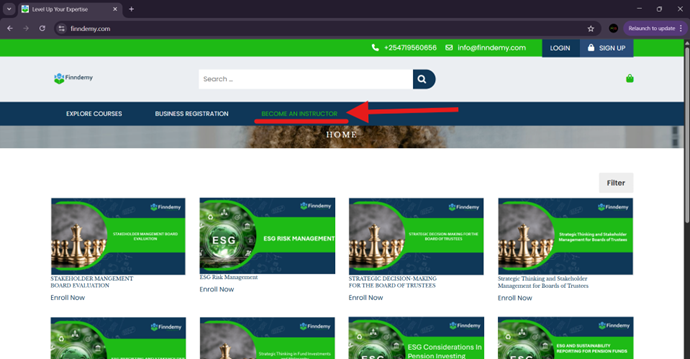 Level Up Your Expertise
finndemy.com
Relaunch to update
+254719560656
info@finndemy.com
LOGIN
SIGN UP
Finndemy
Search ...
EXPLORE COURSES
BUSINESS REGISTRATION
BECOME AN INSTRUCTOR
HOME
Filter
Finndemy
STAKEHOLDER MANAGEMENT BOARD
EVALUATION
Finndemy
ESG
ESG RISK MANAGEMENT
Finndemy
STRATEGIC DECISION-MAKING FOR THE
BOARD OF TRUSTEES
Finndemy
Strategic Thinking and Stakeholder
Management for Boards of Trustees
STAKEHOLDER MANGEMENT
BOARD EVALUATION
Enroll Now
ESG Risk Management
Enroll Now
STRATEGIC DECISION-MAKING
FOR THE BOARD OF TRUSTEES
Enroll Now
Strategic Thinking and Stakeholder
Management for Boards of Trustees
Enroll Now
Finndemy
Finndemy
Strategic Thinking in Fund Investments
Finndemy
ESG Considerations In
Pension Investing
Finndemy
ESG AND SUSTAINABILITY
REPORTING FOR PENSION FUNDS